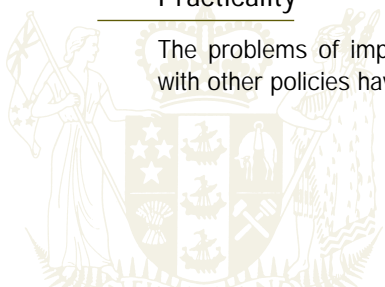 Practicality
The problems of imp
with other policies hav